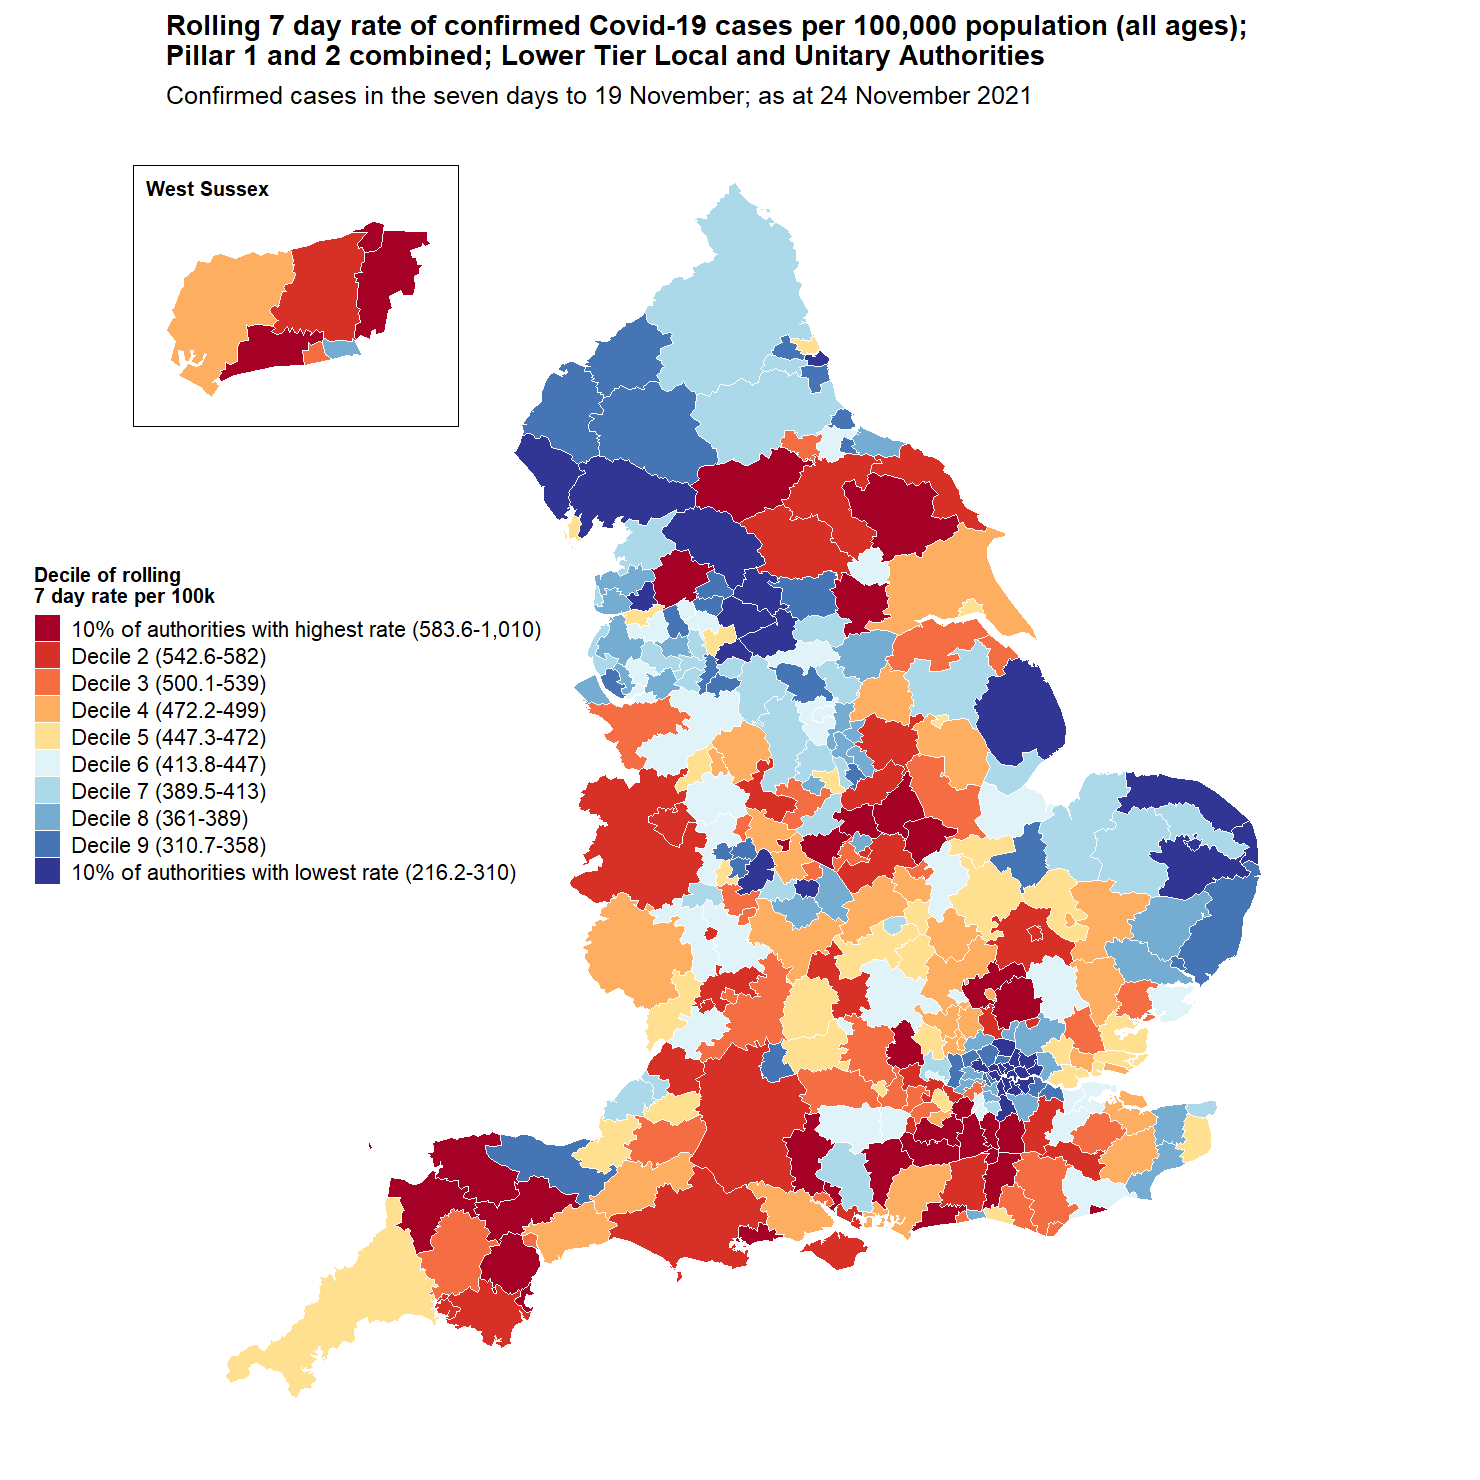 Rolling 7 day rate of confirmed Covid-19 cases per 100,000 population (all ages);
Pillar 1 and 2 combined; Lower Tier Local and Unitary Authorities
Confirmed cases in the seven days to 19 November; as at 24 November 2021
West Sussex
Decile of rolling
7 day rate per 100k
10% of authorities with highest rate (583.6-1,010)
Decile 2 (542.6-582)
Decile 3 (500.1-539)
Decile 4 (472.2-499)
Decile 5 (447.3-472)
Decile 6 (413.8-447)
Decile 7 (389.5-413)
Decile 8 (361-389)
Decile 9 (310.7-358)
10% of authorities with lowest rate (216.2-310)